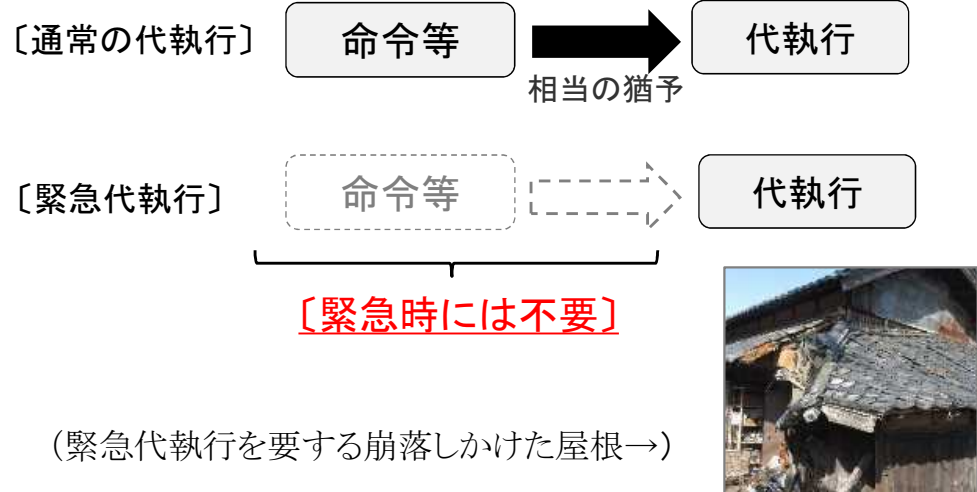 〔通常の代執行〕 命令等 代執行
相当の猶予
〔緊急代執行〕 命令等 代執行
〔緊急時には不要〕
（緊急代執行を要する崩落しかけた屋根→）